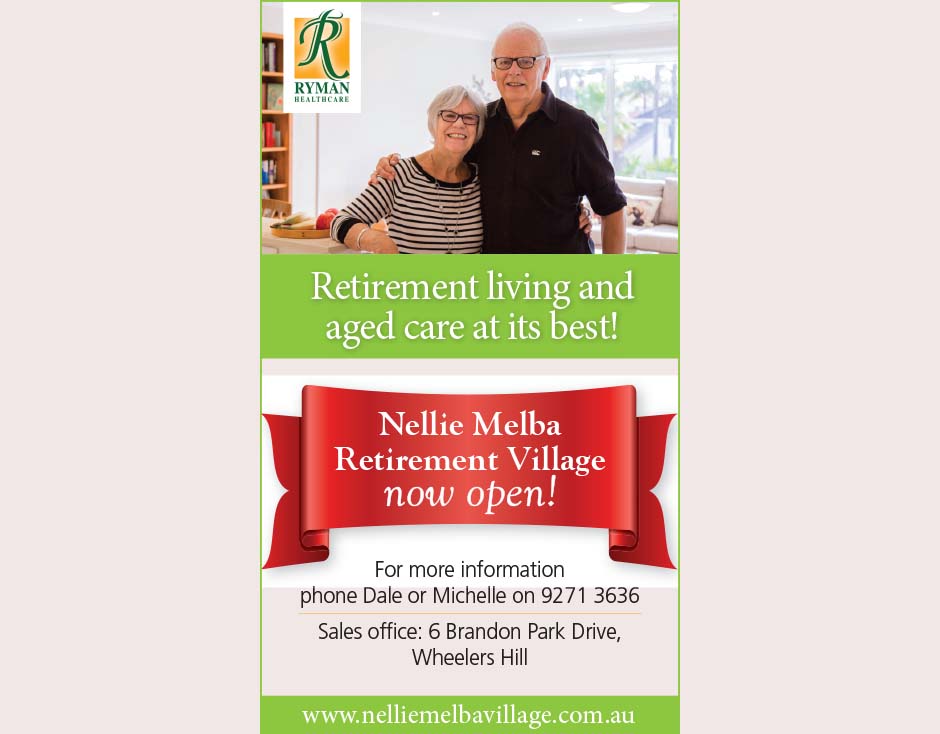 RYMAN
HEALTHCARE
Retirement living and
aged care at its best!
Nellie Melba
Retirement Village
now open!
For more information
phone Dale or Michelle on 9271 3636
Sales office: 6 Brandon Park Drive,
Wheelers Hill
www.nelliemelbavillage.com.au